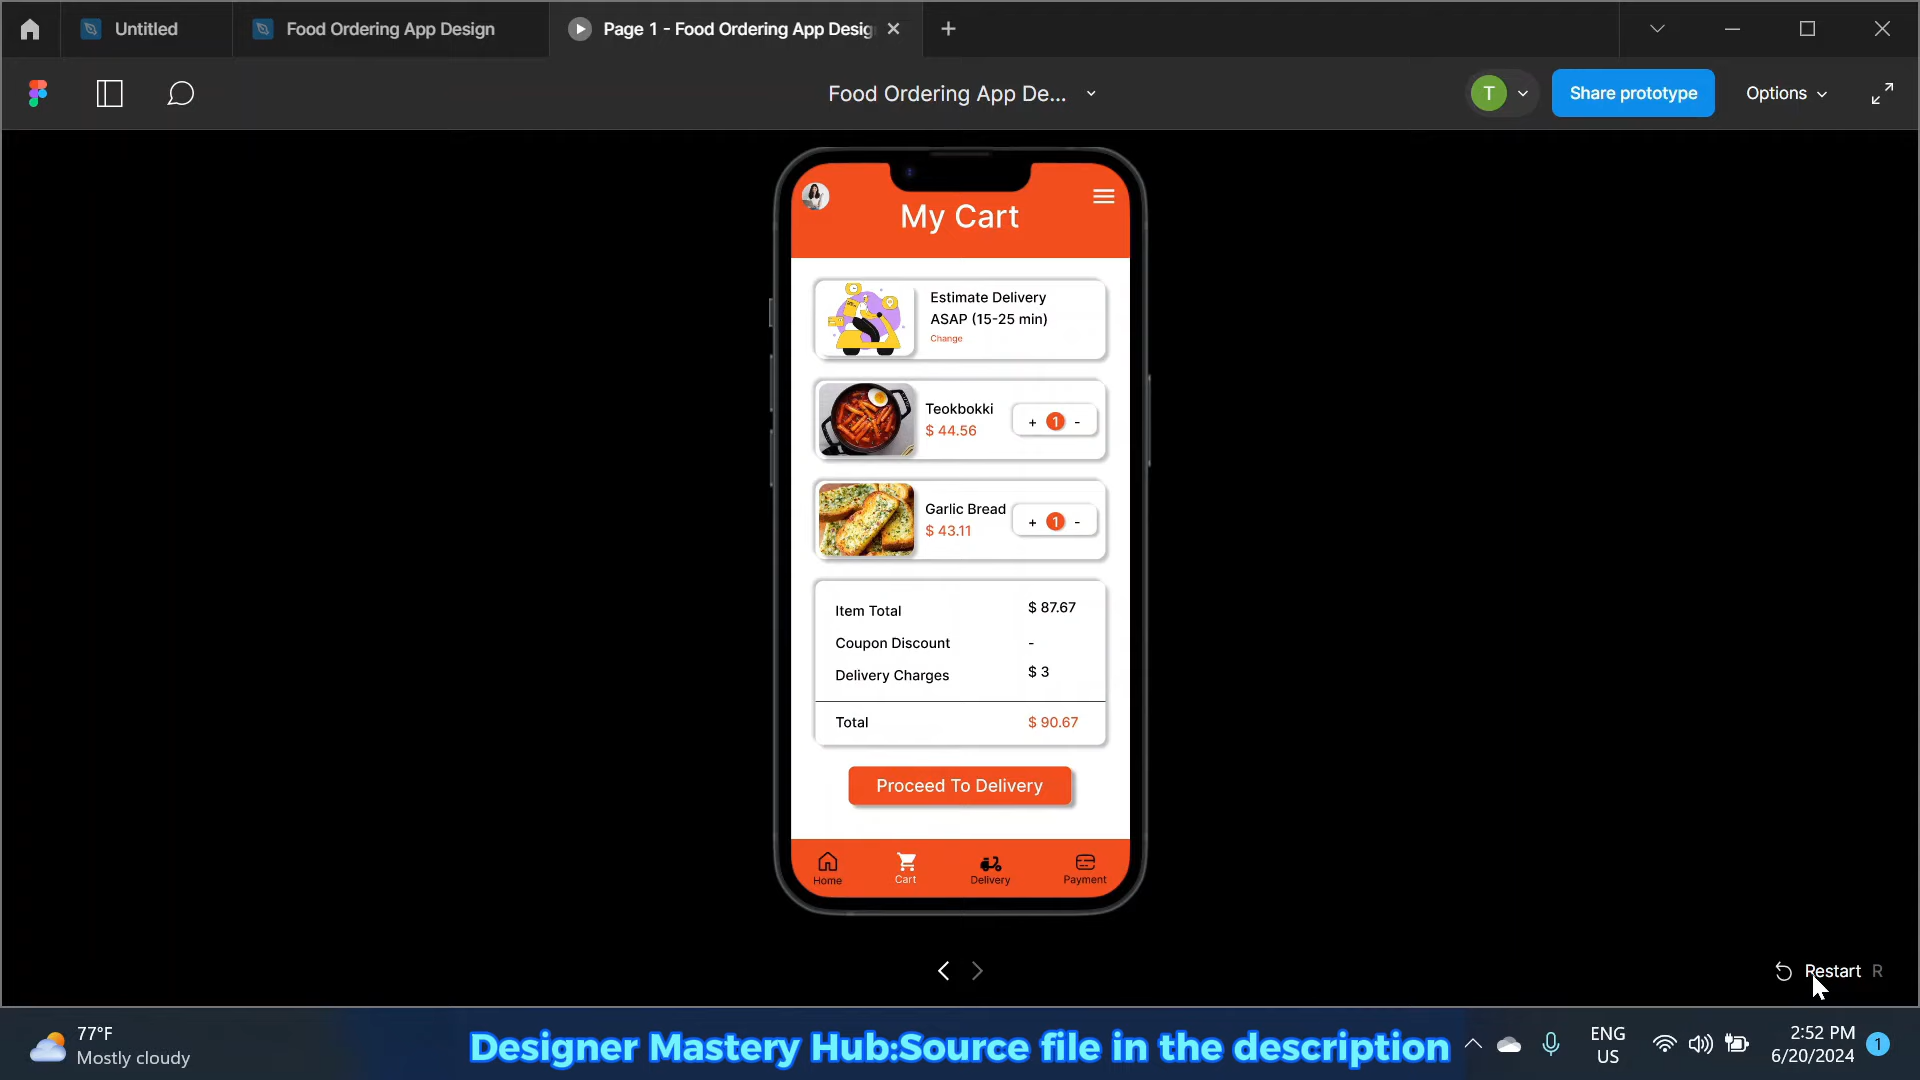 Untitled
Food Ordering App Design
Page 1 - Food Ordering App Desig
Food Ordering App De...
T
Share prototype
Options
My Cart
Estimate Delivery
ASAP (15-25 min)
Change
Teokbokki
$ 44.56
+ 1 -
Garlic Bread
$ 43.11
+ 1 -
Item Total $ 87.67
Coupon Discount -
Delivery Charges $ 3
Total $ 90.67
Proceed To Delivery
Home Cart Delivery Payment
Restart R
77°F
Mostly cloudy
Designer Mastery Hub:Source file in the description
ENG
US
2:52 PM
6/20/2024
1